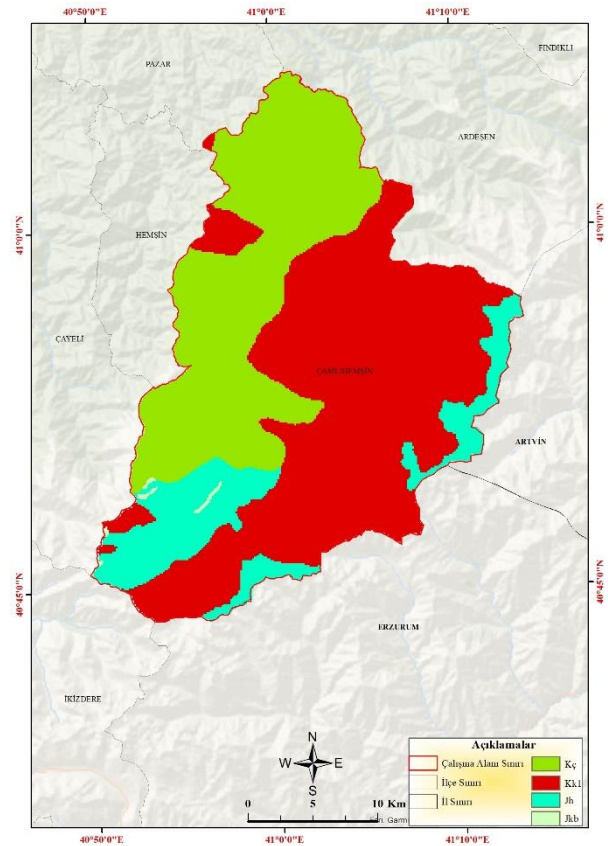 40°50'0"E 41°0'0"E 41°10'0"E
FINDIKLI
PAZAR
ARDEŞEN
41°0'0"N 41°0'0"N
HEMŞİN
ÇAYELİ
ÇAMLIHEMŞİN
ARTVİN
40°45'0"N 40°45'0"N
ERZURUM
İKİZDERE
N
W E
S
0 5 10 Km
Açıklamalar
Çalışma Alanı Sınırı
İlçe Sınırı
İl Sınırı
Kç
Kk1
Jh
Jkb
40°50'0"E 41°0'0"E 41°10'0"E